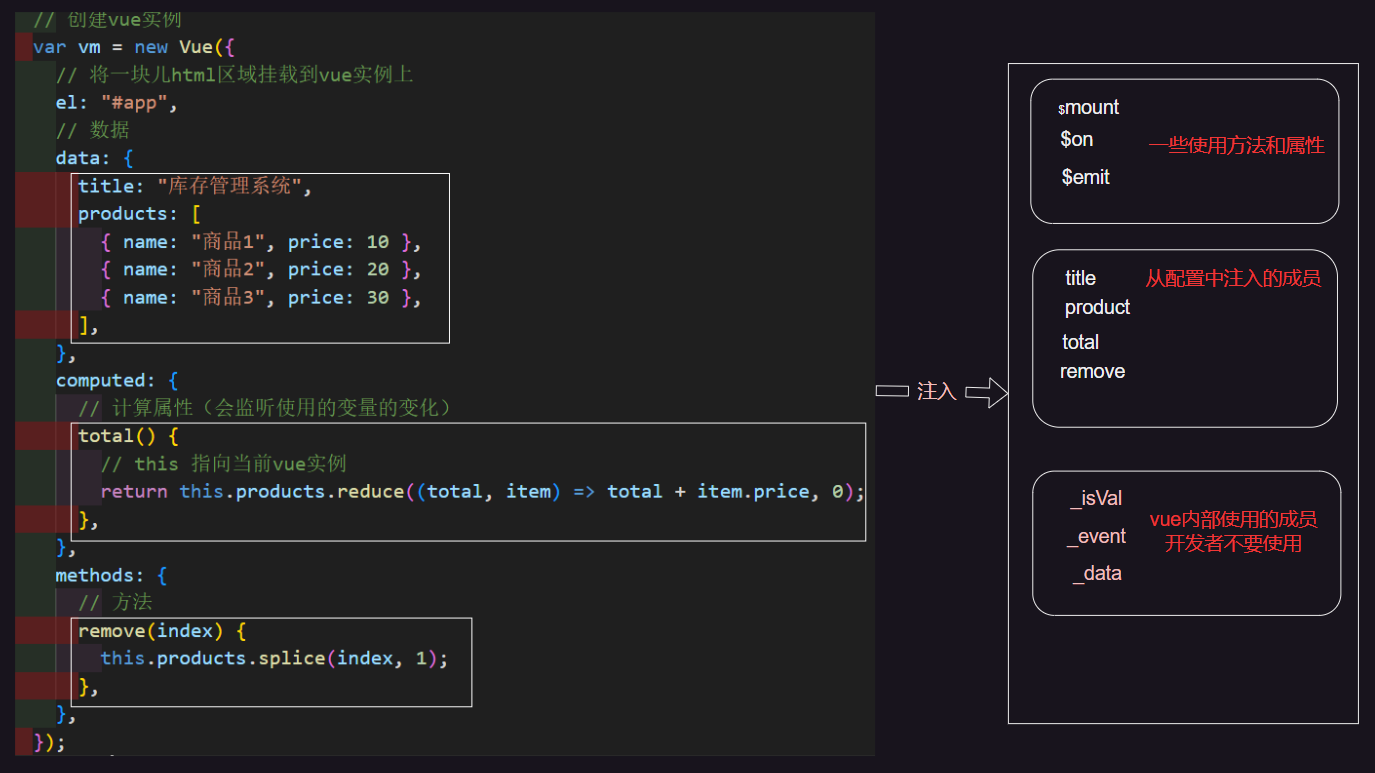 // 创建vue实例
var vm = new Vue({
// 将一块儿html区域挂载到vue实例上
el: "#app",
// 数据
data: {
title: "库存管理系统",
products: [
{ name: "商品1", price: 10 },
{ name: "商品2", price: 20 },
{ name: "商品3", price: 30 },
],
},
computed: {
// 计算属性（会监听使用的变量的变化）
total() {
// this 指向当前vue实例
return this.products.reduce((total, item) => total + item.price, 0);
},
},
methods: {
// 方法
remove(index) {
this.products.splice(index, 1);
},
},
});
注入
$mount
$on
$emit
一些使用方法和属性
title
product
total
remove
从配置中注入的成员
_isVal
_event
_data
vue内部使用的成员
开发者不要使用